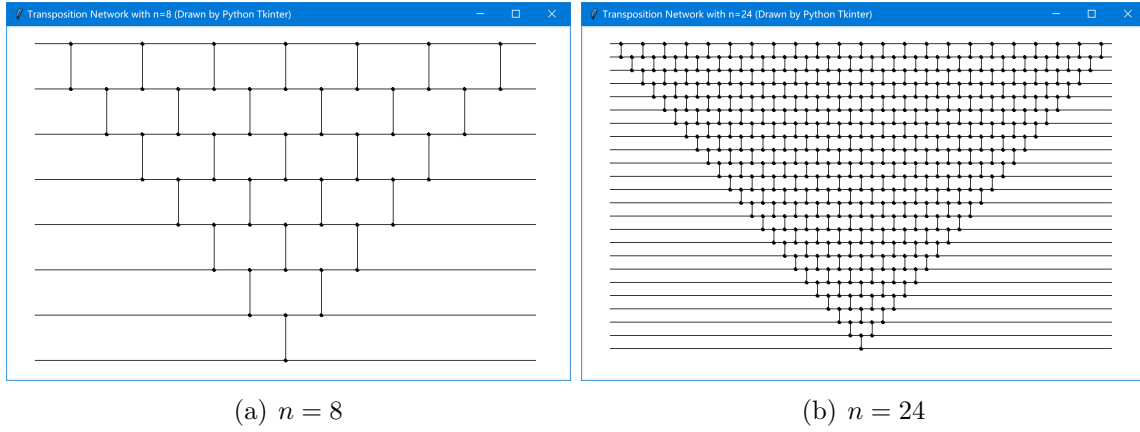 Transposition Network with n=8 (Drawn by Python Tkinter)
Transposition Network with n=24 (Drawn by Python Tkinter)
(a) n = 8
(b) n = 24